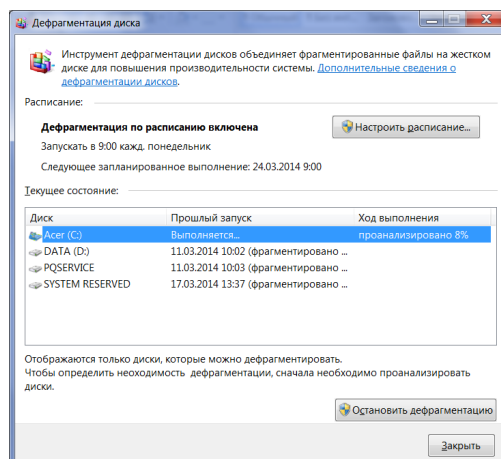 Дефрагментация диска
Инструмент дефрагментации дисков объединяет фрагментированные файлы на жестком
диске для повышения производительности системы. Дополнительные сведения о
дефрагментации дисков.
Расписание:
Дефрагментация по расписанию включена
Настроить расписание...
Запускать в 9:00 кажд. понедельник
Следующее запланированное выполнение: 24.03.2014 9:00
Текущее состояние:
Диск Прошлый запуск Ход выполнения
Acer (C:) Выполняется... проанализировано 8%
DATA (D:) 11.03.2014 10:02 (фрагментировано ...
PQSERVICE 11.03.2014 10:03 (фрагментировано ...
SYSTEM RESERVED 17.03.2014 13:37 (фрагментировано ...
Отображаются только диски, которые можно дефрагментировать.
Чтобы определить неоходимость дефрагментации, сначала необходимо проанализировать
диски.
Остановить дефрагментацию
Закрыть